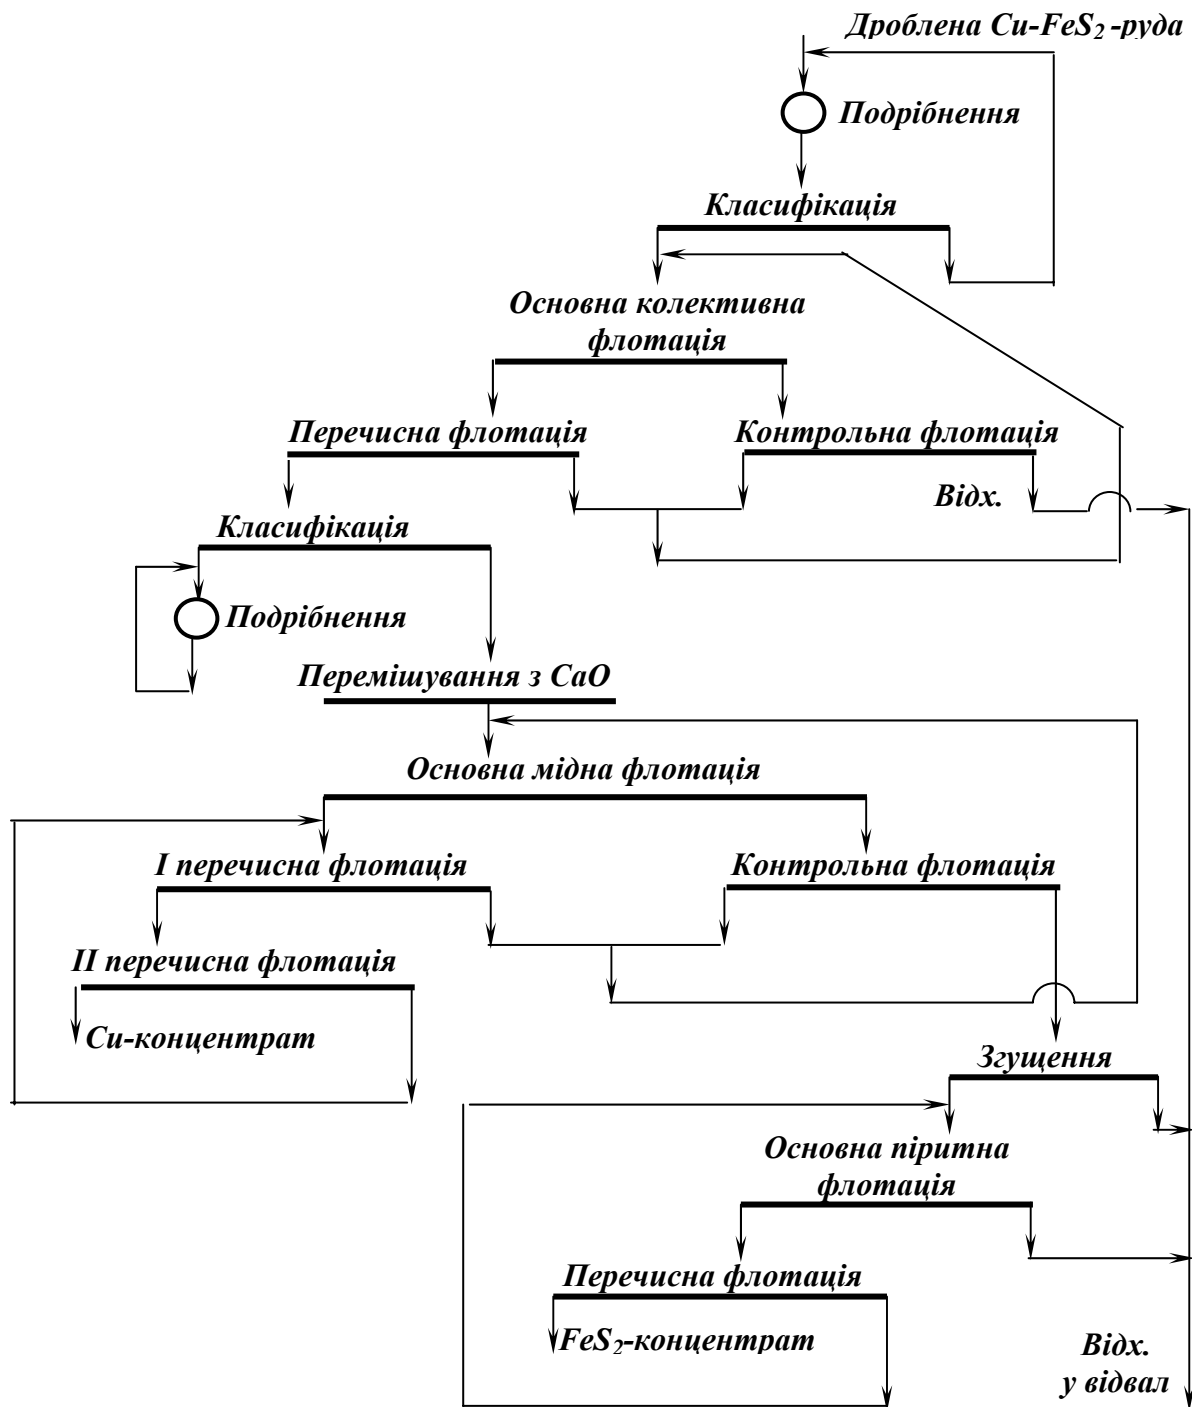 Дроблена Cu-FeS2 -руда
Подрібнення
Класифікація
Основна колективна
флотація
Перечисна флотація
Контрольна флотація
Відх.
Класифікація
Подрібнення
Перемішування з CaO
Основна мідна флотація
I перечисна флотація
Контрольна флотація
II перечисна флотація
Cu-концентрат
Згущення
Основна піритна
флотація
Перечисна флотація
FeS2-концентрат
Відх.
у відвал